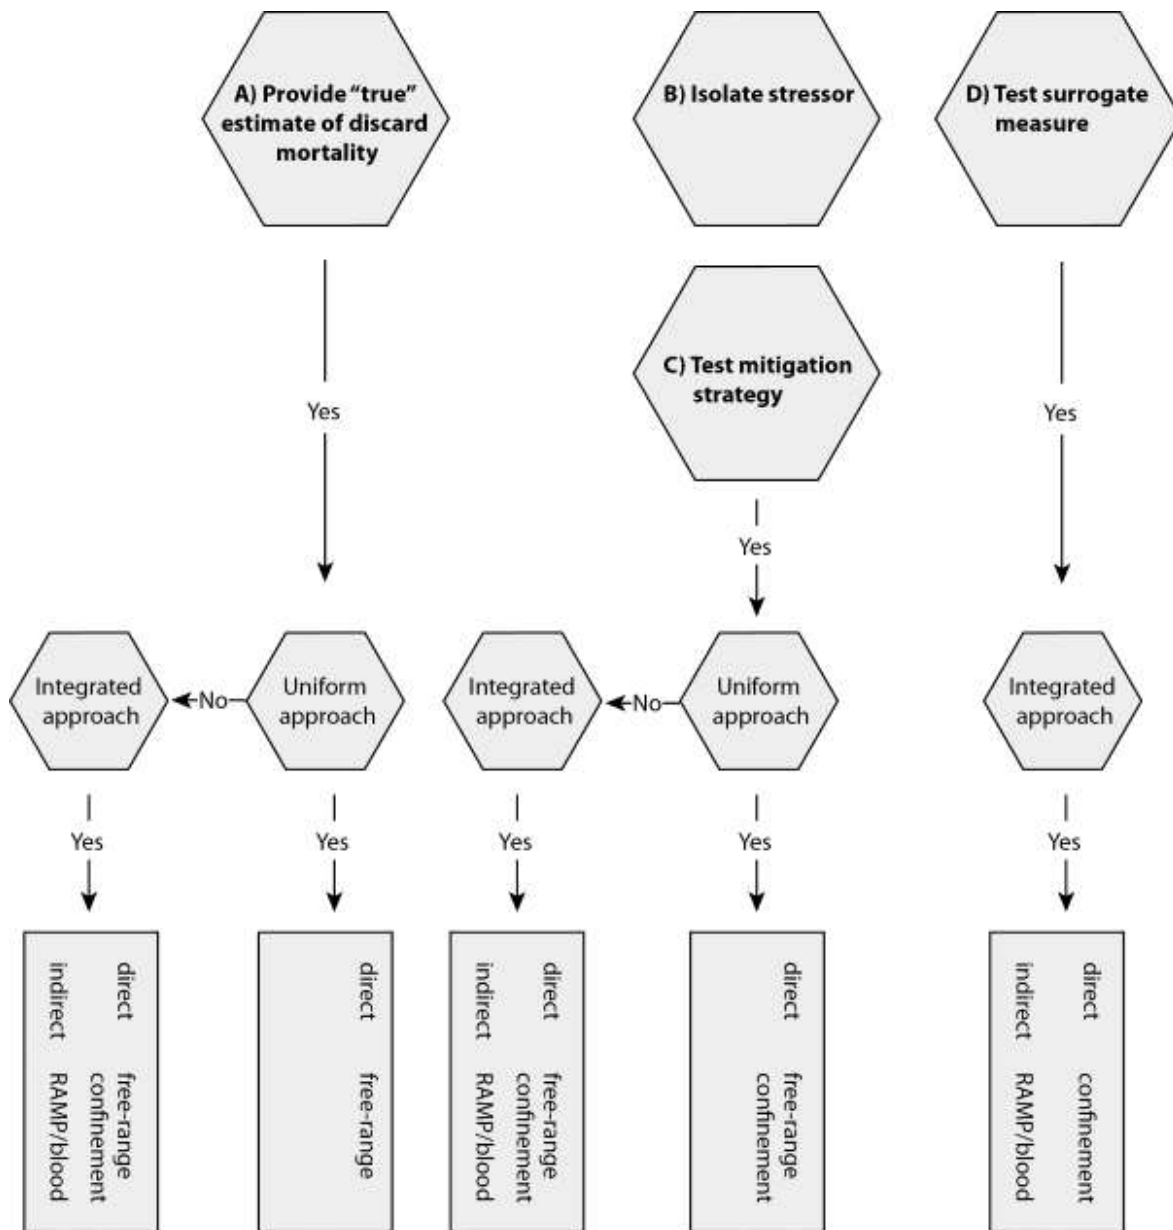 A) Provide “true”
estimate of discard
mortality
B) Isolate stressor
D) Test surrogate
measure
C) Test mitigation
strategy
Yes
Yes
Yes
Integrated
approach
No
Uniform
approach
Integrated
approach
No
Uniform
approach
Integrated
approach
Yes
Yes
Yes
Yes
Yes
direct free-range
confinement
indirect RAMP/blood
direct free-range
direct free-range
confinement
indirect RAMP/blood
direct free-range
confinement
direct confinement
indirect RAMP/blood